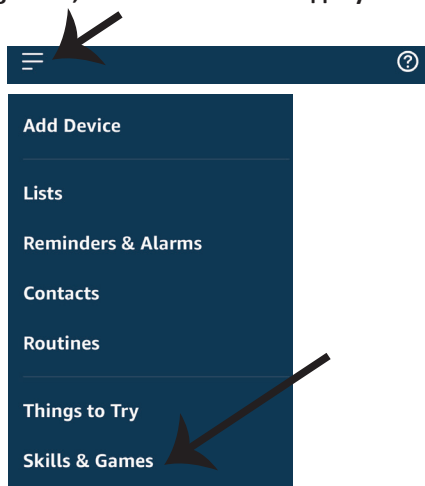 ?
Add Device
Lists
Reminders & Alarms
Contacts
Routines
Things to Try
Skills & Games